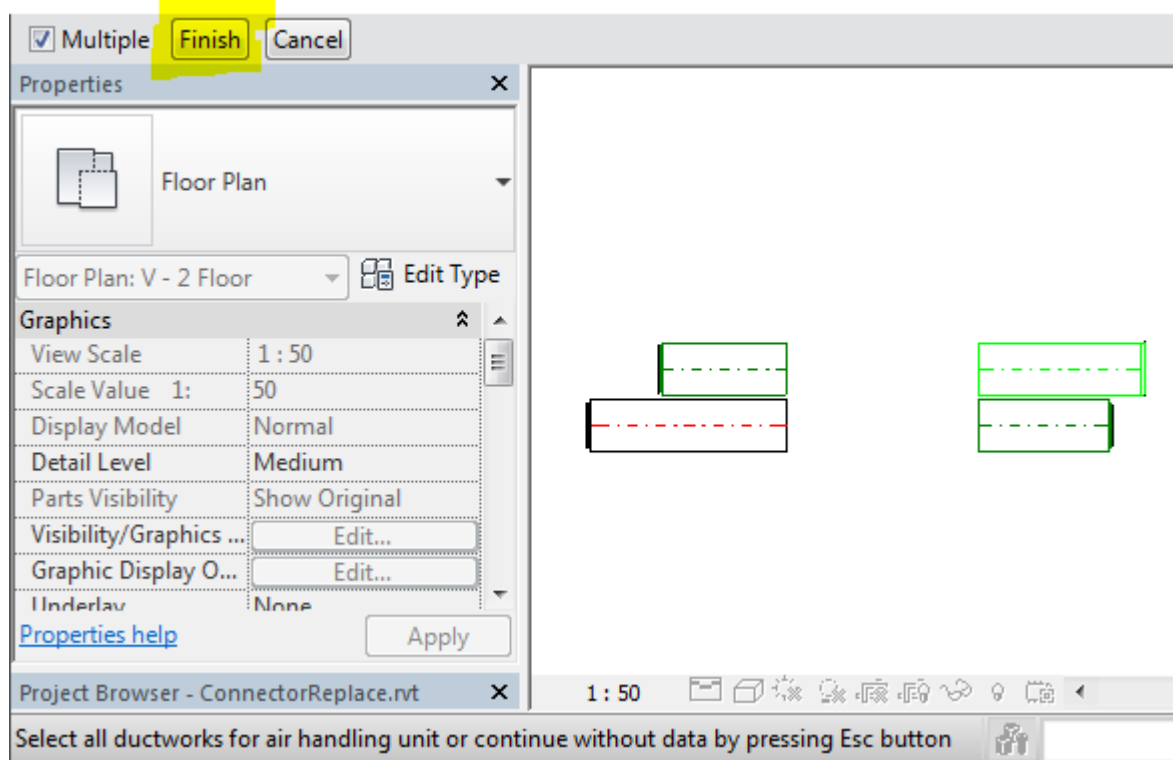 Multiple Finish Cancel
Properties
Floor Plan
Floor Plan: V - 2 Floor Edit Type
Graphics
View Scale 1 : 50
Scale Value 1: 50
Display Model Normal
Detail Level Medium
Parts Visibility Show Original
Visibility/Graphics ... Edit...
Graphic Display O... Edit...
Underlay None
Properties help Apply
Project Browser - ConnectorReplace.rvt 1 : 50
Select all ductworks for air handling unit or continue without data by pressing Esc button